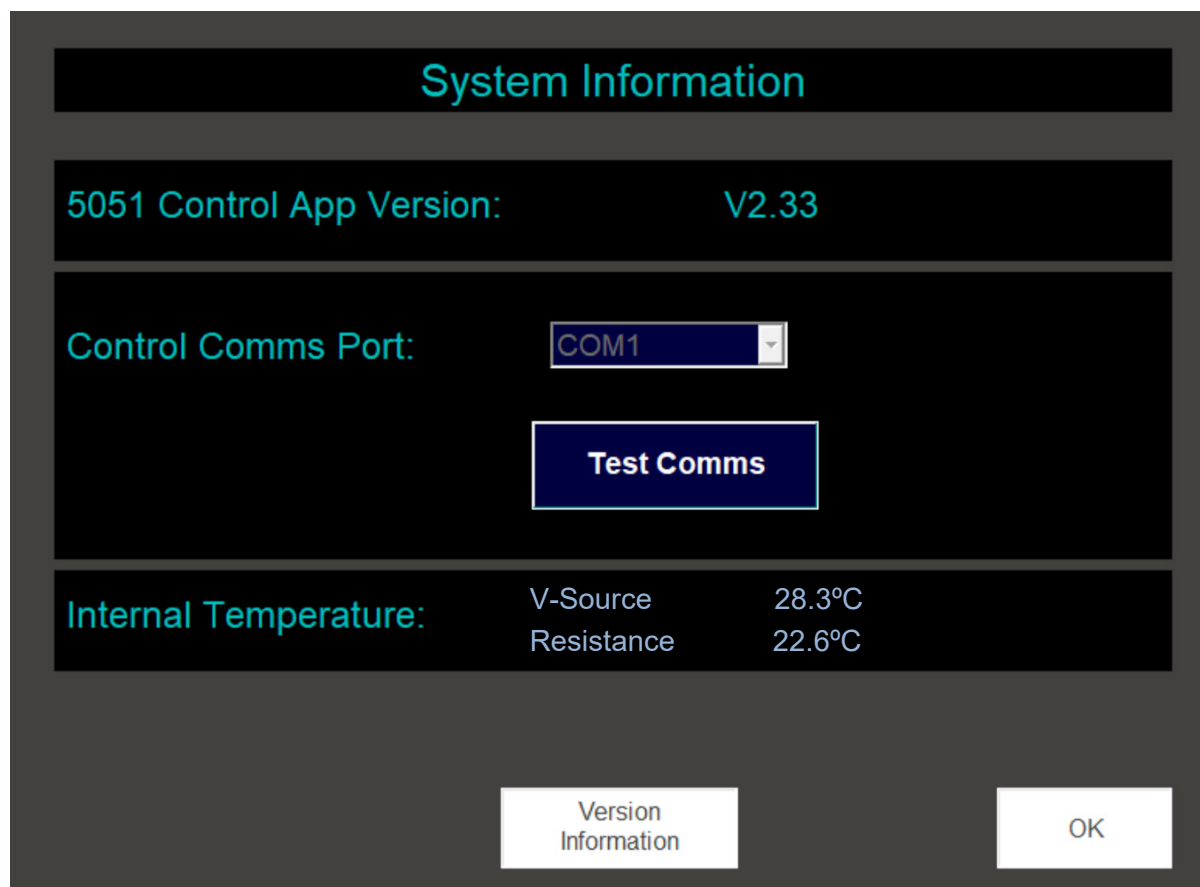 System Information
5051 Control App Version: V2.33
Control Comms Port: COM1
Test Comms
Internal Temperature: V-Source 28.3ºC
Resistance 22.6ºC
Version
Information
OK